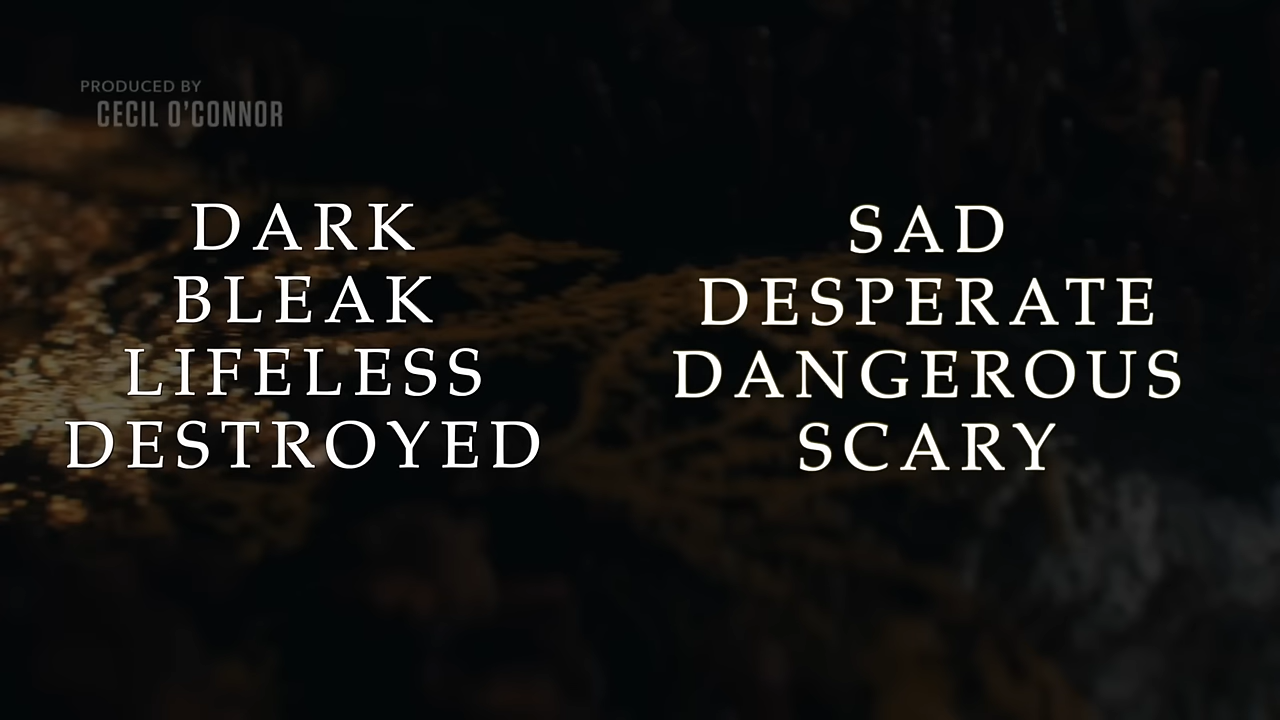 PRODUCED BY
CECIL O'CONNOR
DARK
BLEAK
LIFELESS
DESTROYED
SAD
DESPERATE
DANGEROUS
SCARY